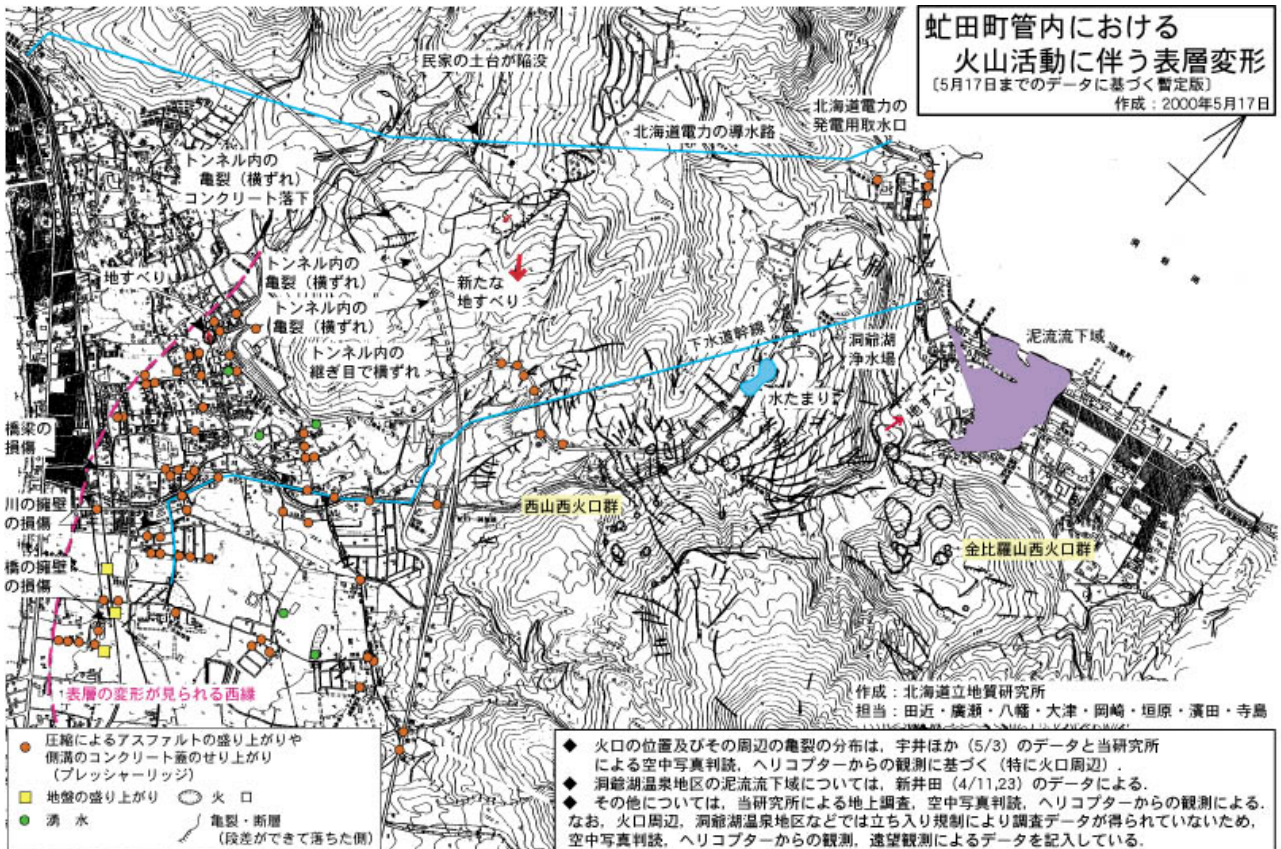 虻田町管内における
火山活動に伴う表層変形
〔5月17日までのデータに基づく暫定版〕
作成：2000年5月17日
民家の土台が陥没
北海道電力の
発電用取水口
北海道電力の導水路
トンネル内の
亀裂（横ずれ）
コンクリート落下
地すべり
トンネル内の
亀裂（横ずれ）
新たな
地すべり
トンネル内の
亀裂（横ずれ）
トンネル内の
継ぎ目で横ずれ
下水道幹線
洞爺湖
浄水場
泥流流下域
水たまり
地すべり
橋梁の
損傷
川の擁壁
の損傷
橋の擁壁
の損傷
西山西火口群
金比羅山西火口群
表層の変形が見られる西縁
作成：北海道立地質研究所
担当：田近・廣瀬・八幡・大津・岡崎・垣原・濱田・寺島
圧縮によるアスファルトの盛り上がりや
側溝のコンクリート蓋のせり上がり
（プレッシャーリッジ）
地盤の盛り上がり　火 口
湧 水　亀裂・断層
（段差ができて落ちた側）
◆ 火口の位置及びその周辺の亀裂の分布は，宇井ほか（5/3）のデータと当研究所
による空中写真判読，ヘリコプターからの観測に基づく（特に火口周辺）．
◆ 洞爺湖温泉地区の泥流流下域については，新井田（4/11,23）のデータによる．
◆ その他については，当研究所による地上調査，空中写真判読，ヘリコプターからの観測による．
なお，火口周辺，洞爺湖温泉地区などでは立ち入り規制により調査データが得られていないため，
空中写真判読，ヘリコプターからの観測，遠望観測によるデータを記入している．